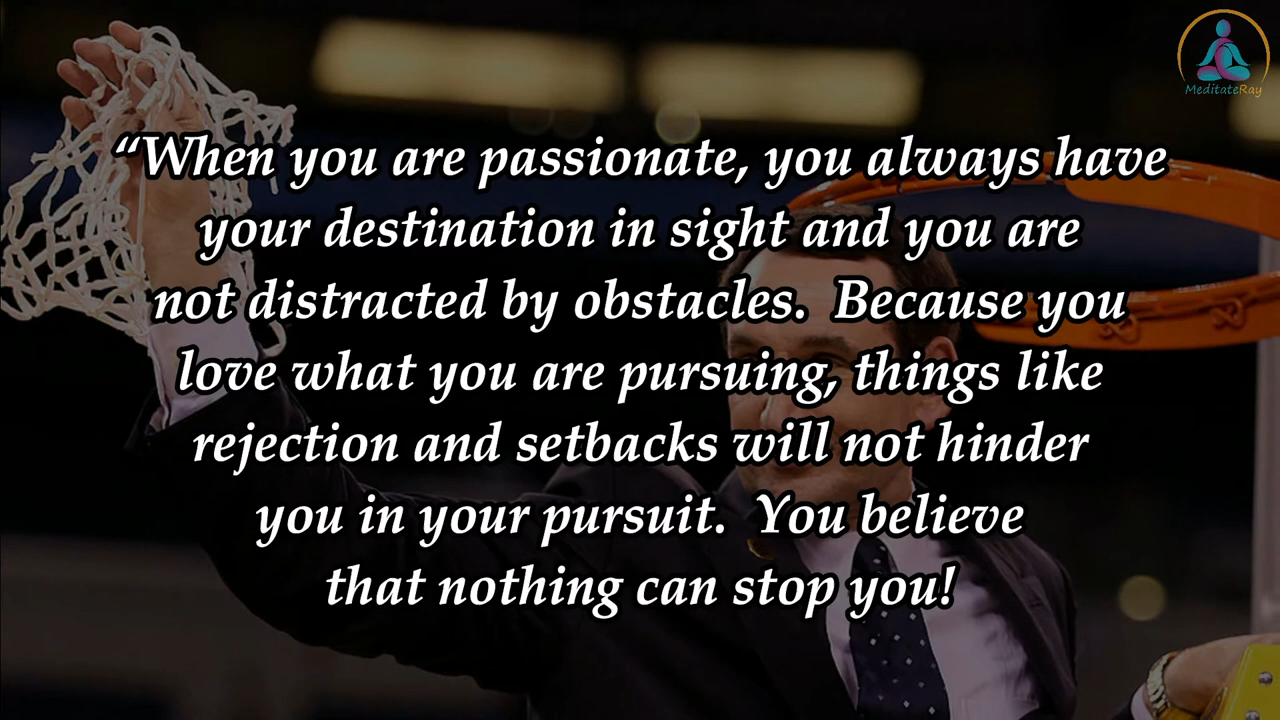 MeditateRay
“When you are passionate, you always have
your destination in sight and you are
not distracted by obstacles.  Because you
love what you are pursuing, things like
rejection and setbacks will not hinder
you in your pursuit.  You believe
that nothing can stop you!